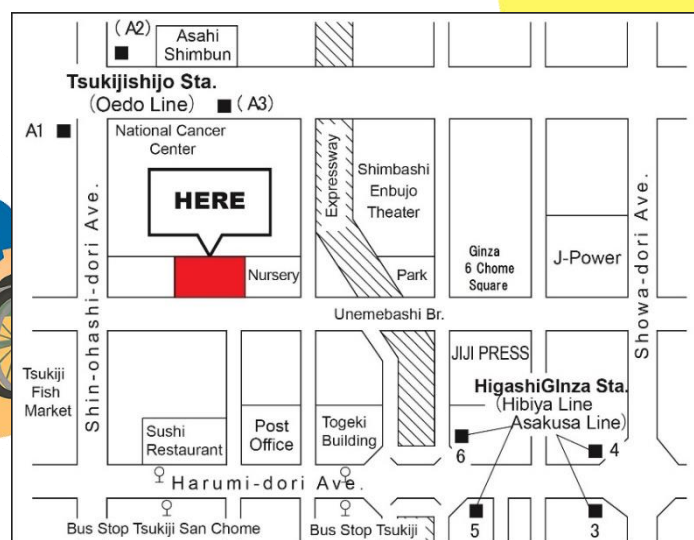 (A2)
Asahi
Shimbun
Tsukijishijo Sta.
(Oedo Line)
(A3)
A1
National Cancer
Center
HERE
Nursery
Expressway
Shimbashi
Enbujo
Theater
Park
Ginza
6 Chome
Square
J-Power
Shin-ohashi-dori Ave.
Showa-dori Ave.
Unemebashi Br.
Tsukiji
Fish
Market
JIJI PRESS
HigashiGInza Sta.
(Hibiya Line
Asakusa Line)
Sushi
Restaurant
Post
Office
Togeki
Building
6
4
Harumi-dori Ave.
Bus Stop Tsukiji San Chome
Bus Stop Tsukiji
5
3